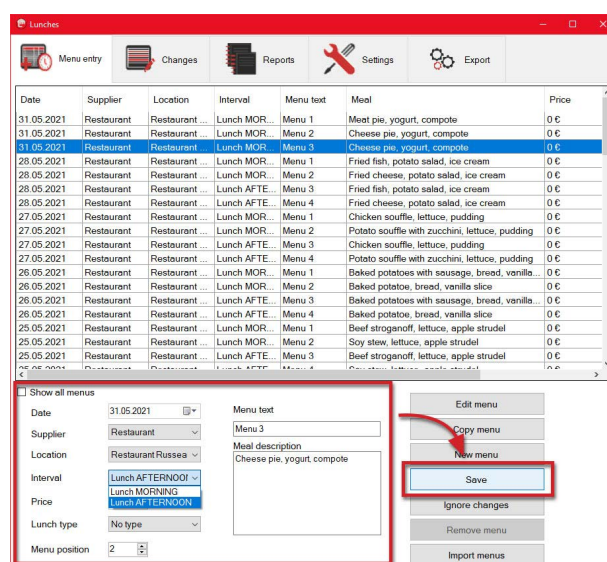 Lunches
Menu entry Changes Reports Settings Export
Date Supplier Location Interval Menu text Meal Price
31.05.2021 Restaurant Restaurant ... Lunch MOR... Menu 1 Meat pie, yogurt, compote 0 €
31.05.2021 Restaurant Restaurant ... Lunch MOR... Menu 2 Cheese pie, yogurt, compote 0 €
31.05.2021 Restaurant Restaurant ... Lunch MOR... Menu 3 Cheese pie, yogurt, compote 0 €
28.05.2021 Restaurant Restaurant ... Lunch MOR... Menu 1 Fried fish, potato salad, ice cream 0 €
28.05.2021 Restaurant Restaurant ... Lunch MOR... Menu 2 Fried cheese, potato salad, ice cream 0 €
28.05.2021 Restaurant Restaurant ... Lunch AFTE... Menu 3 Fried fish, potato salad, ice cream 0 €
28.05.2021 Restaurant Restaurant ... Lunch AFTE... Menu 4 Fried cheese, potato salad, ice cream 0 €
27.05.2021 Restaurant Restaurant ... Lunch MOR... Menu 1 Chicken souffle, lettuce, pudding 0 €
27.05.2021 Restaurant Restaurant ... Lunch MOR... Menu 2 Potato souffle with zucchini, lettuce, pudding 0 €
27.05.2021 Restaurant Restaurant ... Lunch AFTE... Menu 3 Chicken souffle, lettuce, pudding 0 €
27.05.2021 Restaurant Restaurant ... Lunch AFTE... Menu 4 Potato souffle with zucchini, lettuce, pudding 0 €
26.05.2021 Restaurant Restaurant ... Lunch MOR... Menu 1 Baked potatoes with sausage, bread, vanilla... 0 €
26.05.2021 Restaurant Restaurant ... Lunch MOR... Menu 2 Baked potatoe, bread, vanilla slice 0 €
26.05.2021 Restaurant Restaurant ... Lunch AFTE... Menu 3 Baked potatoes with sausage, bread, vanilla... 0 €
26.05.2021 Restaurant Restaurant ... Lunch AFTE... Menu 4 Baked potatoe, bread, vanilla slice 0 €
25.05.2021 Restaurant Restaurant ... Lunch MOR... Menu 1 Beef stroganoff, lettuce, apple strudel 0 €
25.05.2021 Restaurant Restaurant ... Lunch MOR... Menu 2 Soy stew, lettuce, apple strudel 0 €
25.05.2021 Restaurant Restaurant ... Lunch AFTE... Menu 3 Beef stroganoff, lettuce, apple strudel 0 €
Show all menus
Date 31.05.2021 Menu text Edit menu
Supplier Restaurant Menu 3 Copy menu
Location Restaurant Russea Meal description New menu
Cheese pie, yogurt, compote
Interval Lunch AFTERNOO Save
Lunch MORNING
Price Lunch AFTERNOON Ignore changes
Lunch type No type Remove menu
Menu position 2 Import menus